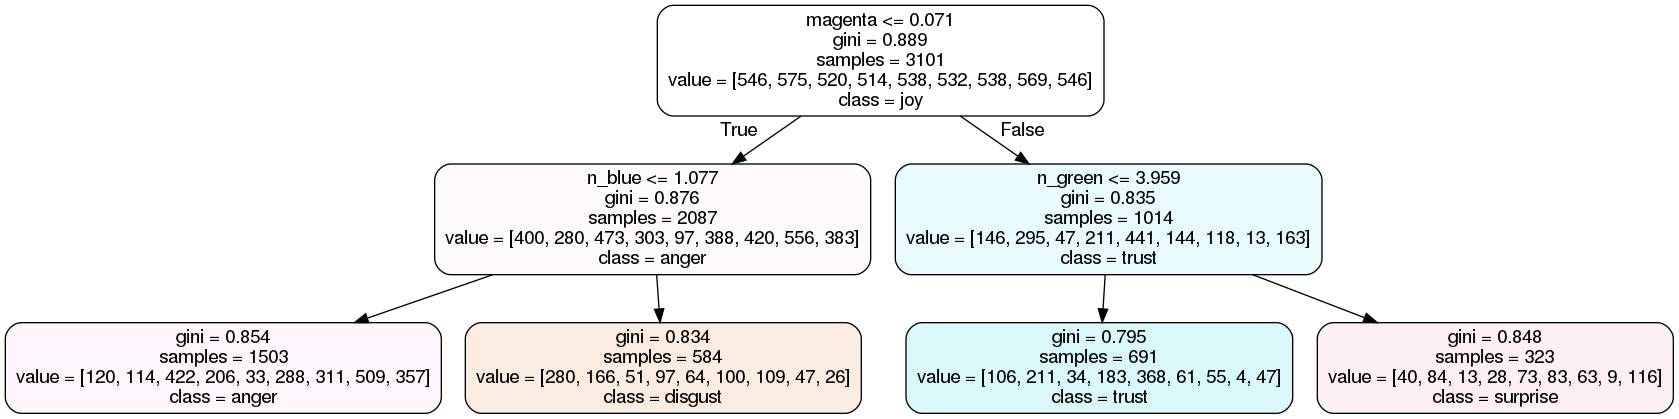 magenta <= 0.071
gini = 0.889
samples = 3101
value = [546, 575, 520, 514, 538, 532, 538, 569, 546]
class = joy
True
False
n_blue <= 1.077
gini = 0.876
samples = 2087
value = [400, 280, 473, 303, 97, 388, 420, 556, 383]
class = anger
n_green <= 3.959
gini = 0.835
samples = 1014
value = [146, 295, 47, 211, 441, 144, 118, 13, 163]
class = trust
gini = 0.854
samples = 1503
value = [120, 114, 422, 206, 33, 288, 311, 509, 357]
class = anger
gini = 0.834
samples = 584
value = [280, 166, 51, 97, 64, 100, 109, 47, 26]
class = disgust
gini = 0.795
samples = 691
value = [106, 211, 34, 183, 368, 61, 55, 4, 47]
class = trust
gini = 0.848
samples = 323
value = [40, 84, 13, 28, 73, 83, 63, 9, 116]
class = surprise